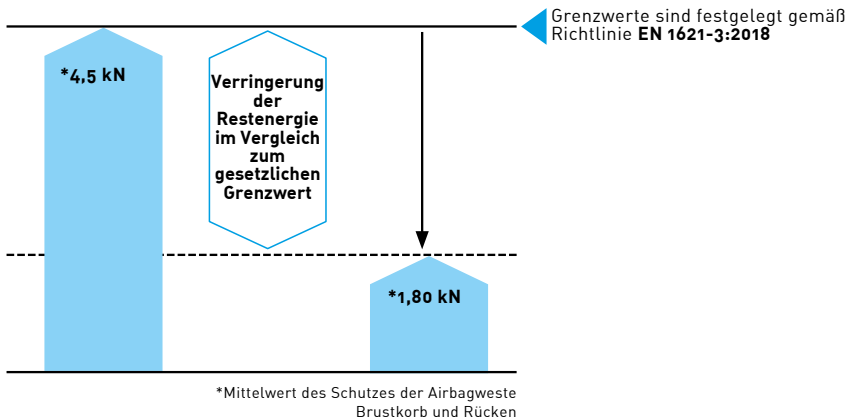 Grenzwerte sind festgelegt gemäß
Richtlinie EN 1621-3:2018
*4,5 kN
Verringerung
der
Restenergie
im Vergleich
zum
gesetzlichen
Grenzwert
*1,80 kN
*Mittelwert des Schutzes der Airbagweste
Brustkorb und Rücken